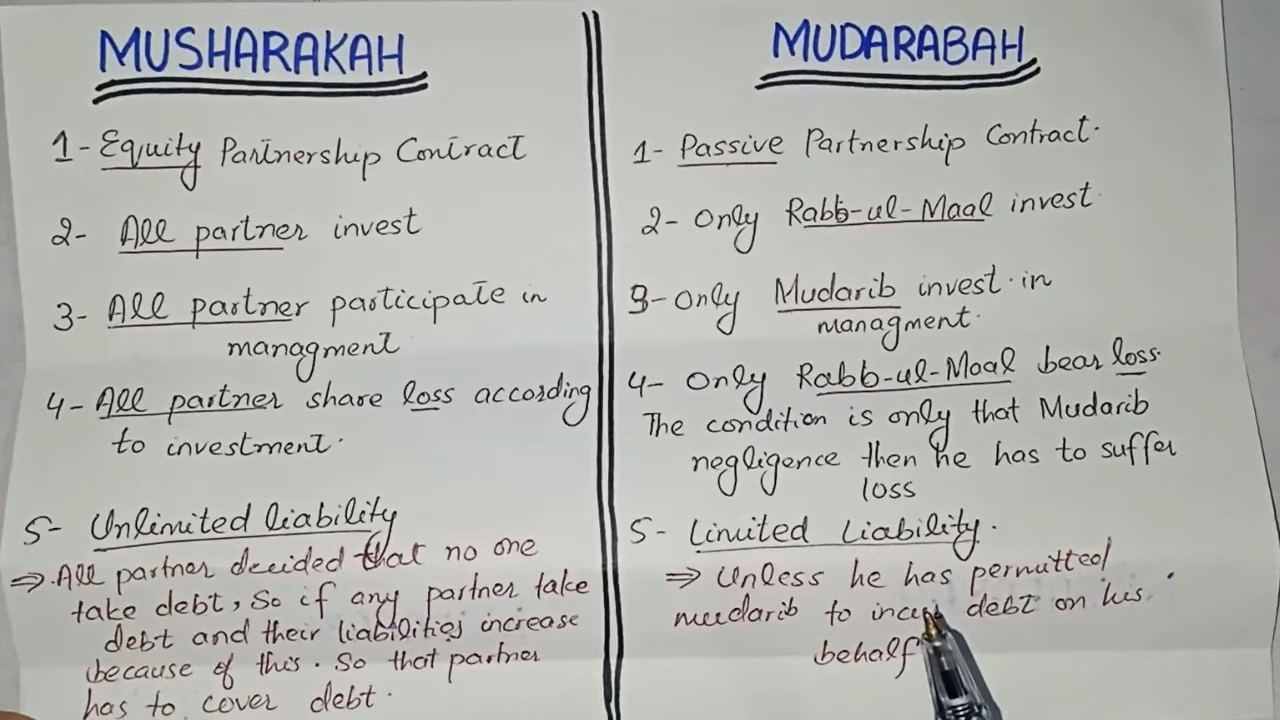 MUSHARAKAH
1- Equity Partnership Contract
2- All partner invest
3- All partner participate in
managment
4- All partner share loss according
to investment.
5- Unlimited liability
⇒ All partner decided that no one
take debt, So if any partner take
debt and their liabilities increase
because of this. So that partner
has to cover debt.
MUDARABAH
1- Passive Partnership Contract.
2- Only Rabb-ul-Maal invest
3- Only Mudarib invest in
managment.
4- Only Rabb-ul-Maal bear loss.
The condition is only that Mudarib
negligence then he has to suffer
loss
5- Limited Liability.
⇒ Unless he has permitted
mudarib to debt on his
behalf